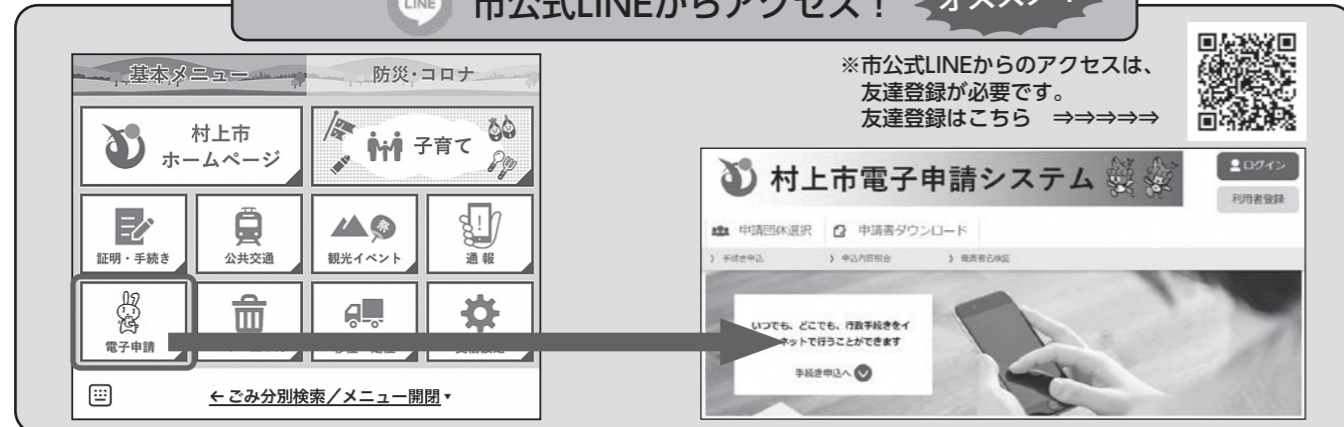 LINE
市公式LINEからアクセス!
※市公式LINEからのアクセスは、
友達登録が必要です。
友達登録はこちら ⇒⇒⇒⇒⇒
基本メニュー
防災・コロナ
村上市
ホームページ
子育て
証明・手続き
公共交通
祭
観光イベント
通報
電子申請
←ごみ分別検索/メニュー開閉▼
村上市電子申請システム
ログイン
利用者登録
申請団体選択
申請書ダウンロード
手続き申込
申込内容照会
職責署名検証
いつでも、どこでも、行政手続きをイ
ネットで行うことができます
手続き申込へ